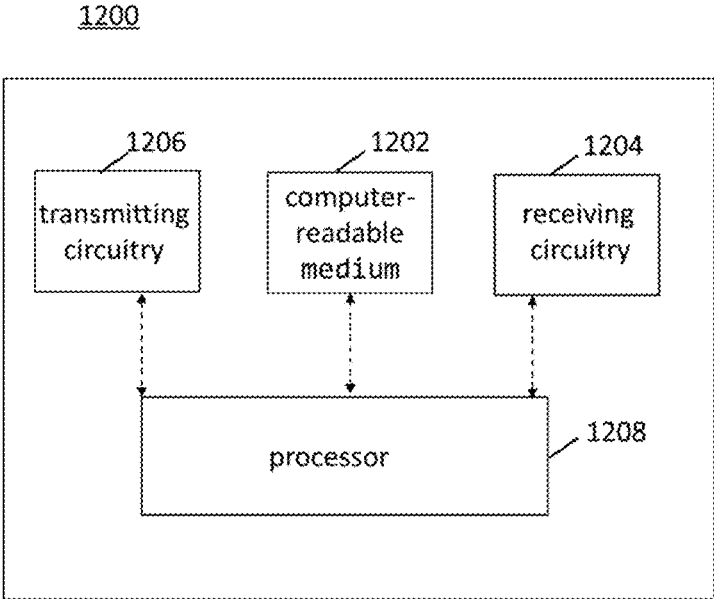 1200
1206
1202
1204
transmitting
circuitry
computer-
readable
medium
receiving
circuitry
processor
1208